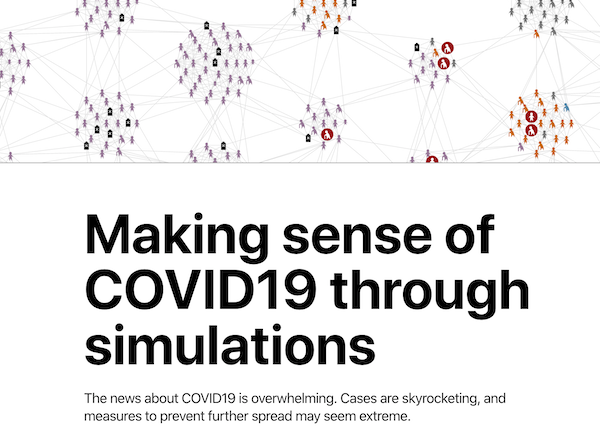 Making sense of
COVID19 through
simulations
The news about COVID19 is overwhelming. Cases are skyrocketing, and
measures to prevent further spread may seem extreme.